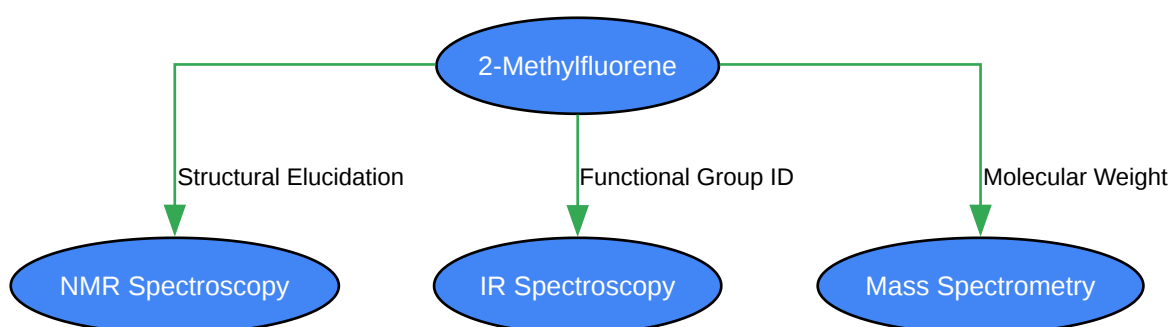 2-Methylfluorene
Structural Elucidation
Functional Group ID
Molecular Weight
NMR Spectroscopy
IR Spectroscopy
Mass Spectrometry